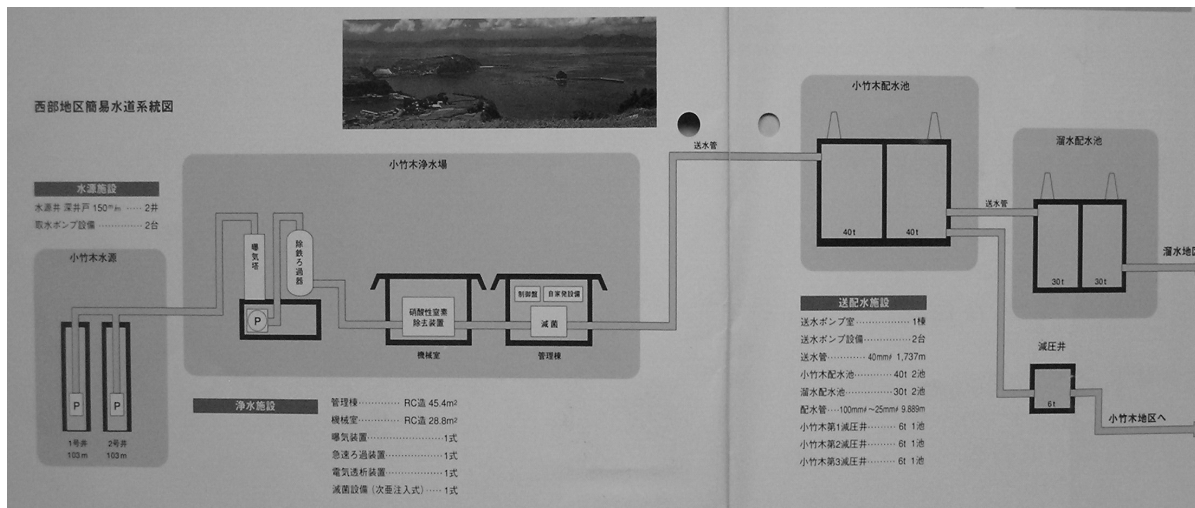 西部地区簡易水道系統図
水源施設
水源井 深井戸 150m/m ‥‥ 2井
取水ポンプ設備 ‥‥‥‥ 2台
小竹木水源
P
P
1号井
103m
2号井
103m
小竹木浄水場
曝気塔
除鉄ろ過器
P
硝酸性窒素
除去装置
機械室
制御盤
自家発設備
滅菌
管理棟
送水管
浄水施設
管理棟‥‥‥‥‥ RC造 45.4m²
機械室‥‥‥‥‥ RC造 28.8m²
曝気装置‥‥‥‥‥‥‥‥1式
急速ろ過装置‥‥‥‥‥‥1式
電気透析装置‥‥‥‥‥‥1式
滅菌設備(次亜注入式)‥‥1式
小竹木配水池
40t
40t
送水管
溜水配水池
30t
30t
溜水地区
送配水施設
送水ポンプ室‥‥‥‥‥‥1棟
送水ポンプ設備‥‥‥‥‥2台
送水管‥‥‥‥ 40mm∮ 1,737m
小竹木配水池‥‥‥‥40t 2池
溜水配水池‥‥‥‥‥30t 2池
配水管‥‥100mm∮~25mm∮ 9.889m
小竹木第1減圧井‥‥‥6t 1池
小竹木第2減圧井‥‥‥6t 1池
小竹木第3減圧井‥‥‥6t 1池
減圧井
6t
小竹木地区へ